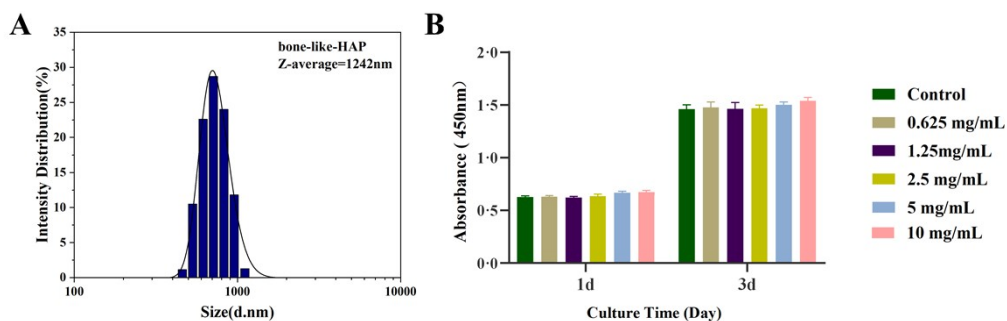 A
bone-like-HAP
Z-average=1242nm
Intensity Distribution(%)
35
30
25
20
15
10
5
0
100
1000
10000
Size(d.nm)
B
Absorbance ( 450nm）
2·0
1·5
1·0
0·5
0·0
1d
3d
Culture Time (Day)
Control
0.625 mg/mL
1.25mg/mL
2.5 mg/mL
5 mg/mL
10 mg/mL